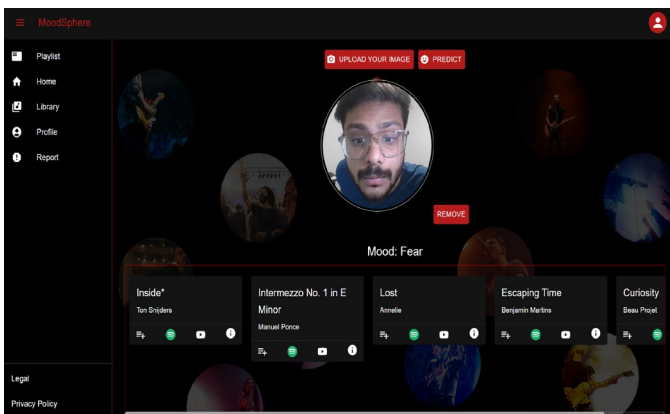 MoodSphere
Playlist
Home
Library
Profile
Report
Legal
Privacy Policy
UPLOAD YOUR IMAGE
PREDICT
REMOVE
Mood: Fear
Inside*
Ton Snijders
Intermezzo No. 1 in E
Minor
Manuel Ponce
Lost
Annelie
Escaping Time
Benjamin Martins
Curiosity
Beau Projet